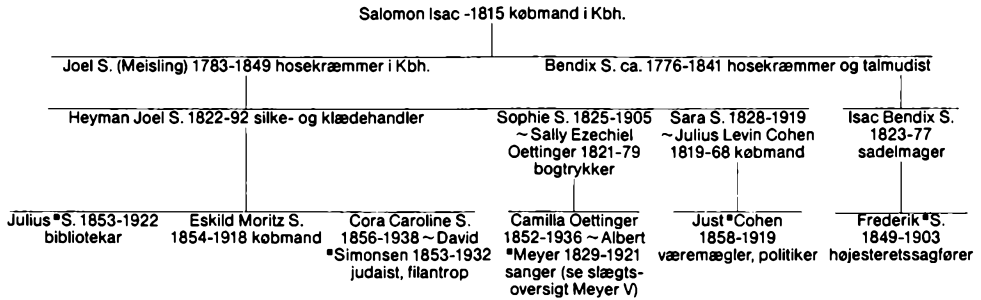 Salomon Isac -1815 købmand i Kbh.
Joel S. (Meisling) 1783-1849 hosekræmmer i Kbh.
Bendix S. ca. 1776-1841 hosekræmmer og talmudist
Heyman Joel S. 1822-92 silke- og klædehandler
Sophie S. 1825-1905
~ Sally Ezechiel
Oettinger 1821-79
bogtrykker
Sara S. 1828-1919
~ Julius Levin Cohen
1819-68 købmand
Isac Bendix S.
1823-77
sadelmager
Julius *S. 1853-1922
bibliotekar
Eskild Moritz S.
1854-1918 købmand
Cora Caroline S.
1856-1938 ~ David
*Simonsen 1853-1932
judaist, filantrop
Camilla Oettinger
1852-1936 ~ Albert
*Meyer 1829-1921
sanger (se slægts-
oversigt Meyer V)
Just *Cohen
1858-1919
væremægler, politiker
Frederik *S.
1849-1903
højesteretssagfører